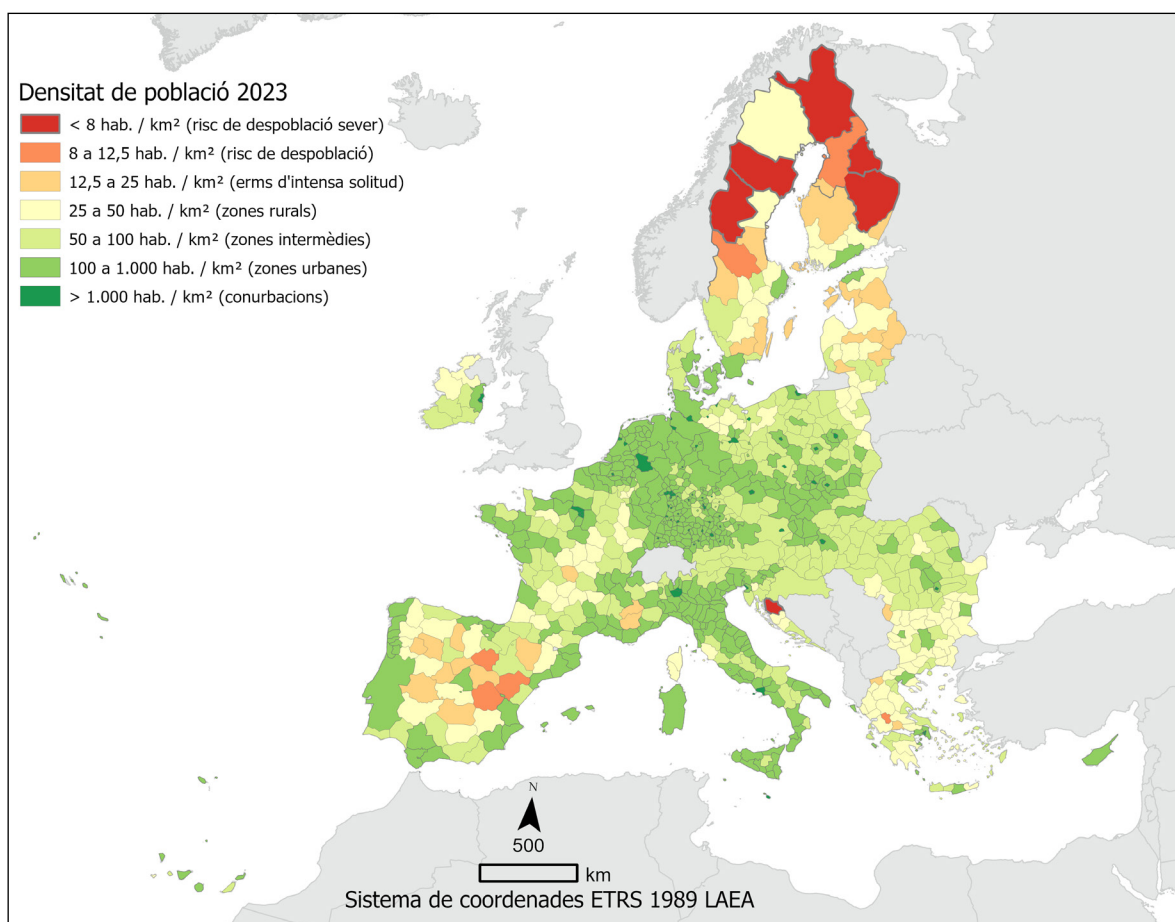 Densitat de població 2023
< 8 hab. / km² (risc de despoblació sever)
8 a 12,5 hab. / km² (risc de despoblació)
12,5 a 25 hab. / km² (erms d'intensa solitud)
25 a 50 hab. / km² (zones rurals)
50 a 100 hab. / km² (zones intermèdies)
100 a 1.000 hab. / km² (zones urbanes)
> 1.000 hab. / km² (conurbacions)
N
500
km
Sistema de coordenades ETRS 1989 LAEA